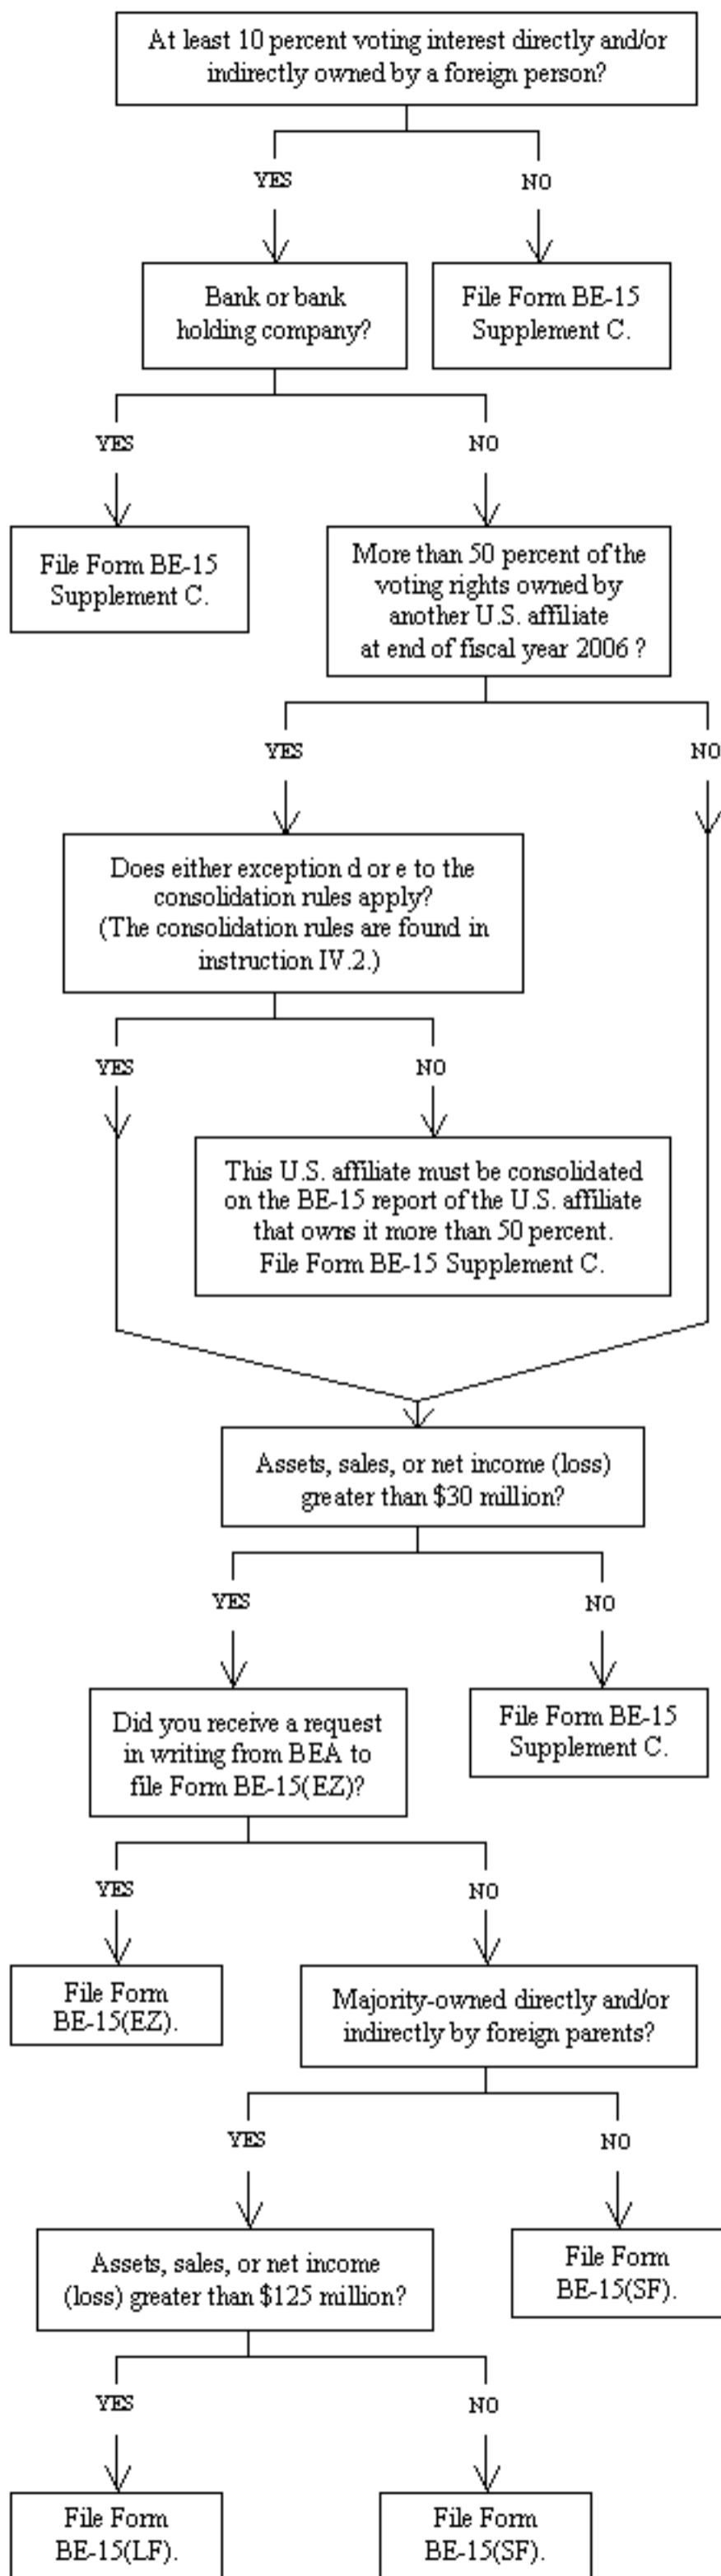 At least 10 percent voting interest directly and/or
indirectly owned by a foreign person?
YES
NO
Bank or bank
holding company?
File Form BE-15
Supplement C.
YES
NO
File Form BE-15
Supplement C.
More than 50 percent of the
voting rights owned by
another U.S. affiliate
at end of fiscal year 2006 ?
YES
NO
Does either exception d or e to the
consolidation rules apply?
(The consolidation rules are found in
instruction IV.2.)
YES
NO
This U.S. affiliate must be consolidated
on the BE-15 report of the U.S. affiliate
that owns it more than 50 percent.
File Form BE-15 Supplement C.
Assets, sales, or net income (loss)
greater than $30 million?
YES
NO
Did you receive a request
in writing from BEA to
file Form BE-15(EZ)?
File Form BE-15
Supplement C.
YES
NO
File Form
BE-15(EZ).
Majority-owned directly and/or
indirectly by foreign parents?
YES
NO
Assets, sales, or net income
(loss) greater than $125 million?
File Form
BE-15(SF).
YES
NO
File Form
BE-15(LF).
File Form
BE-15(SF).